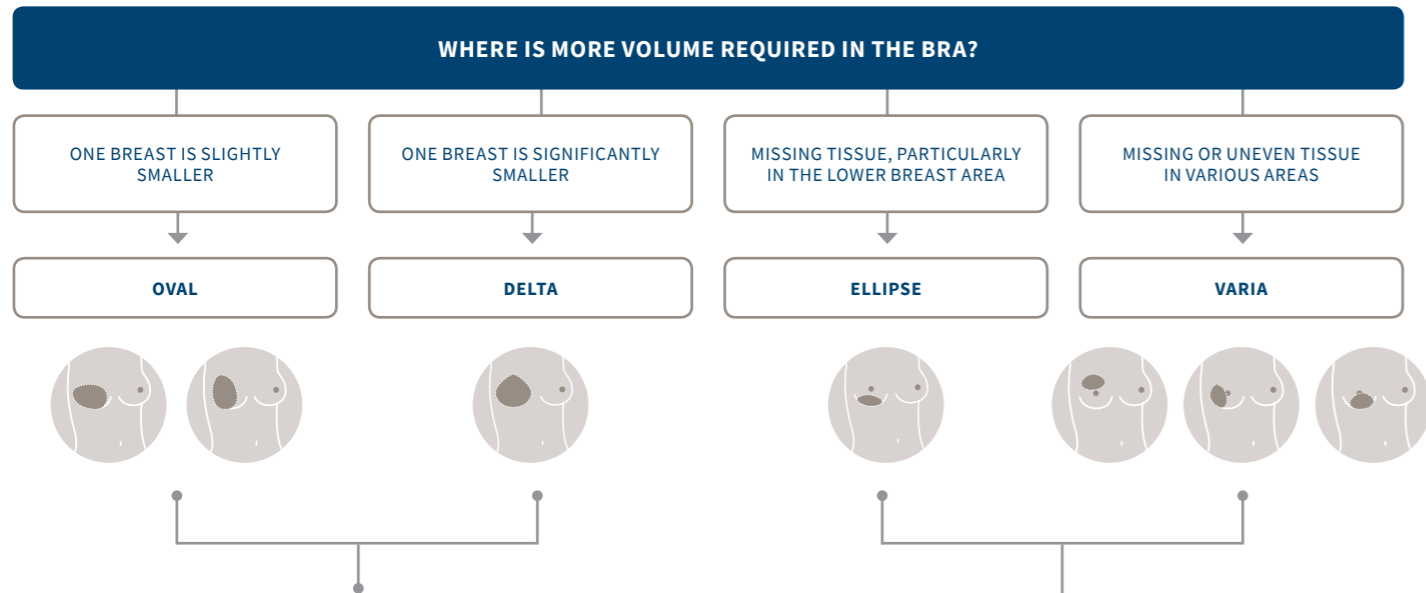 WHERE IS MORE VOLUME REQUIRED IN THE BRA?
ONE BREAST IS SLIGHTLY
SMALLER
ONE BREAST IS SIGNIFICANTLY
SMALLER
MISSING TISSUE, PARTICULARLY
IN THE LOWER BREAST AREA
MISSING OR UNEVEN TISSUE
IN VARIOUS AREAS
OVAL
DELTA
ELLIPSE
VARIA